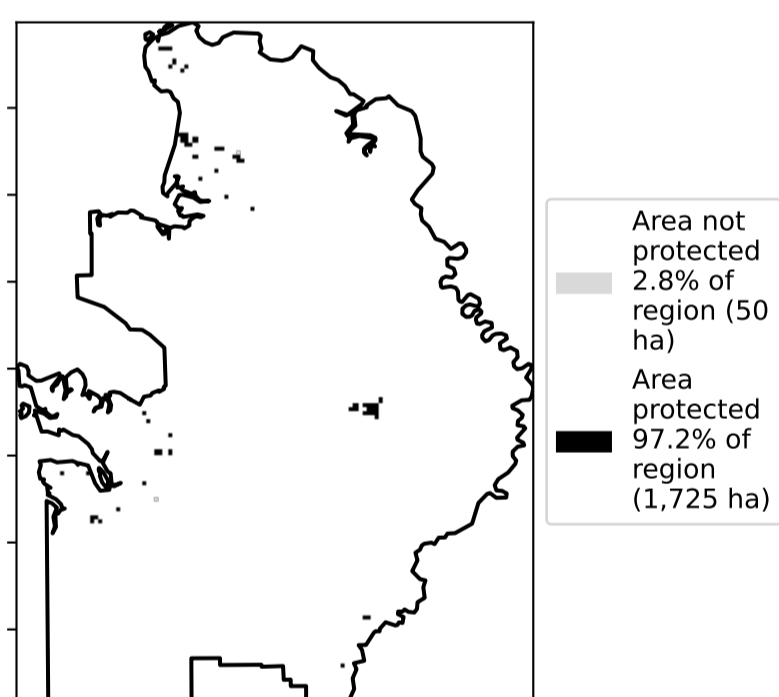 Area not
protected
2.8% of
region (50
ha)
Area
protected
97.2% of
region
(1,725 ha)